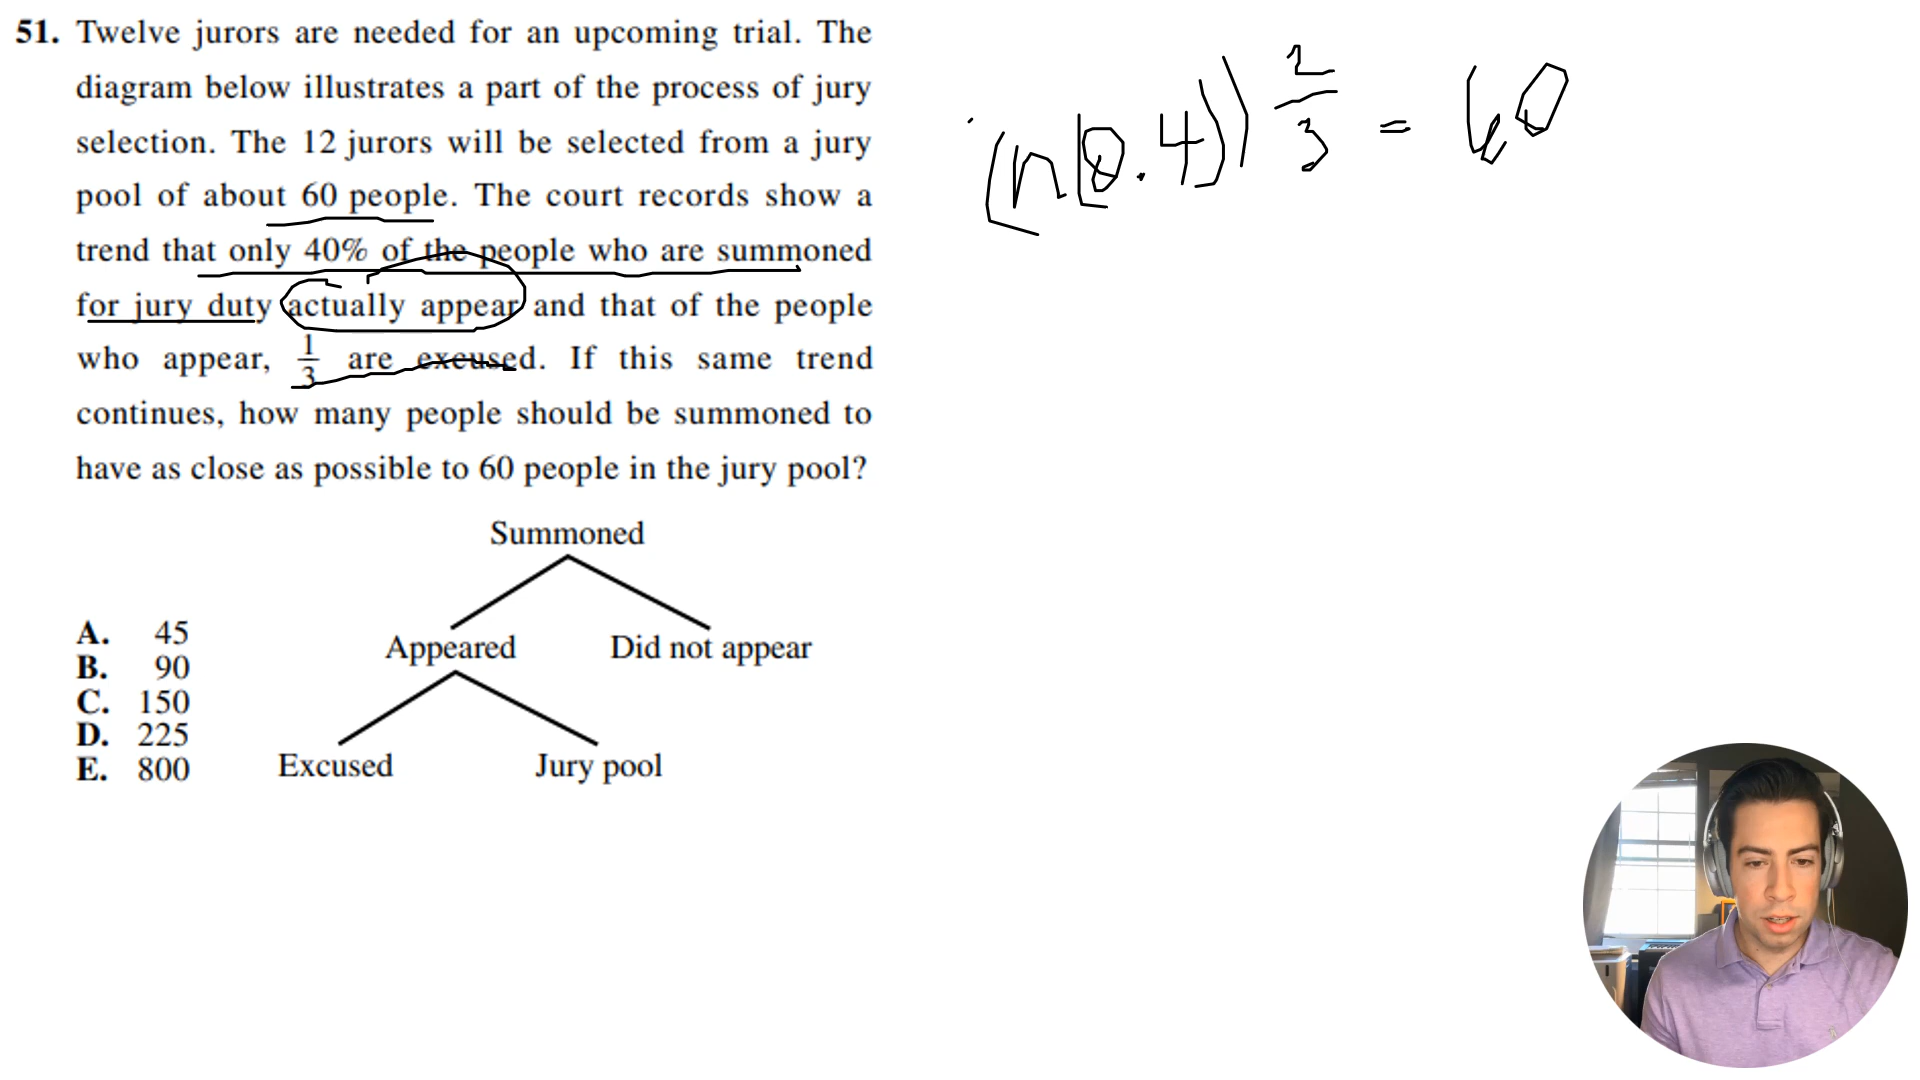 51. Twelve jurors are needed for an upcoming trial. The
diagram below illustrates a part of the process of jury
selection. The 12 jurors will be selected from a jury
pool of about 60 people. The court records show a
trend that only 40% of the people who are summoned
for jury duty actually appear and that of the people
who appear, 1/3 are excused. If this same trend
continues, how many people should be summoned to
have as close as possible to 60 people in the jury pool?
(n(0.4)) 2/3 = 60
Summoned
Appeared Did not appear
Excused Jury pool
A. 45
B. 90
C. 150
D. 225
E. 800